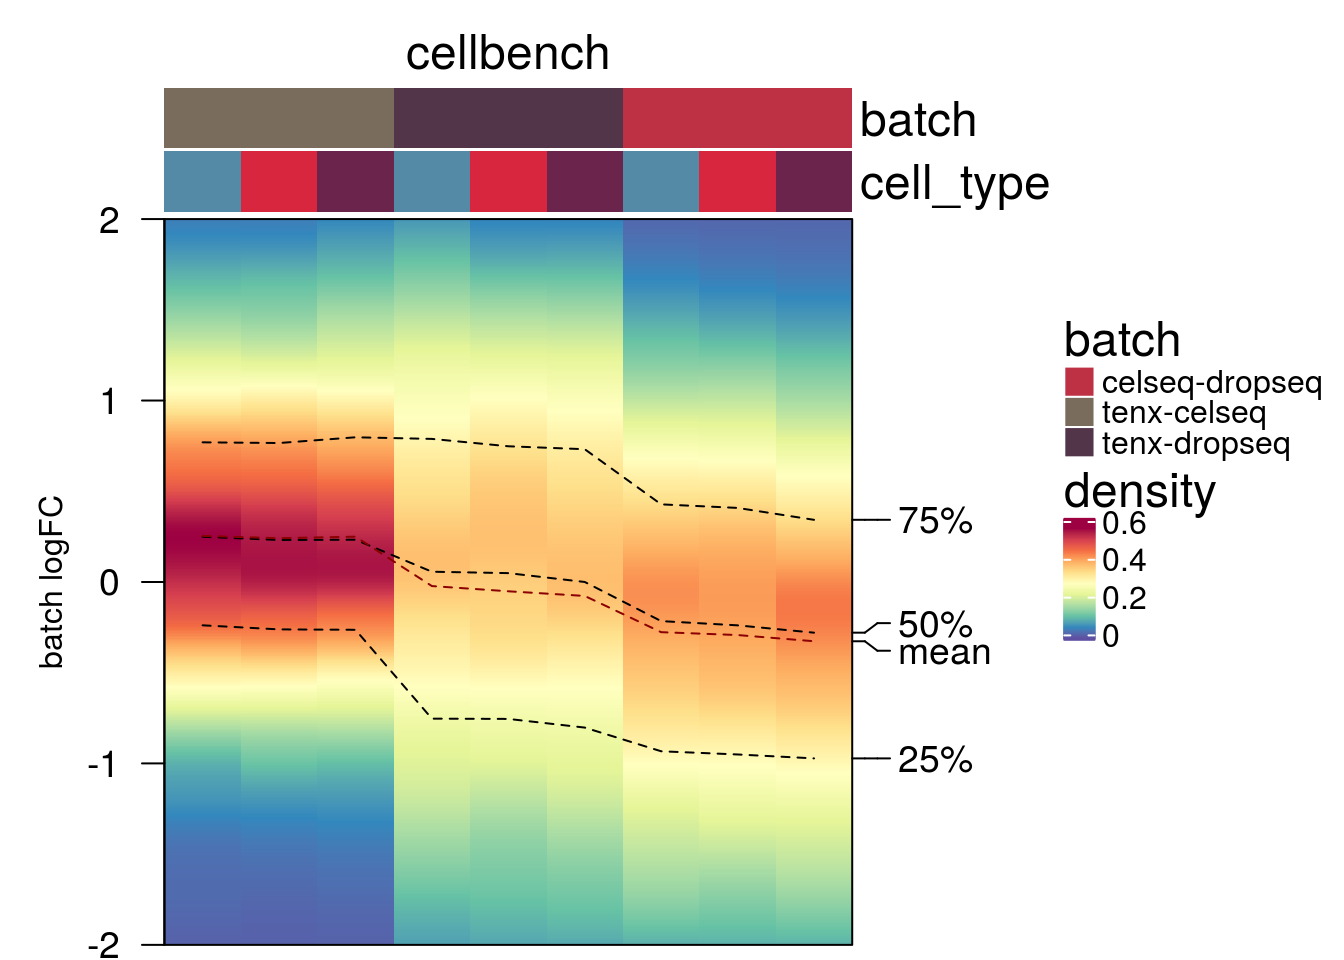 cellbench
batch
cell_type
2
1
0
-1
-2
batch logFC
75%
50%
mean
25%
batch
celseq-dropseq
tenx-celseq
tenx-dropseq
density
0.6
0.4
0.2
0